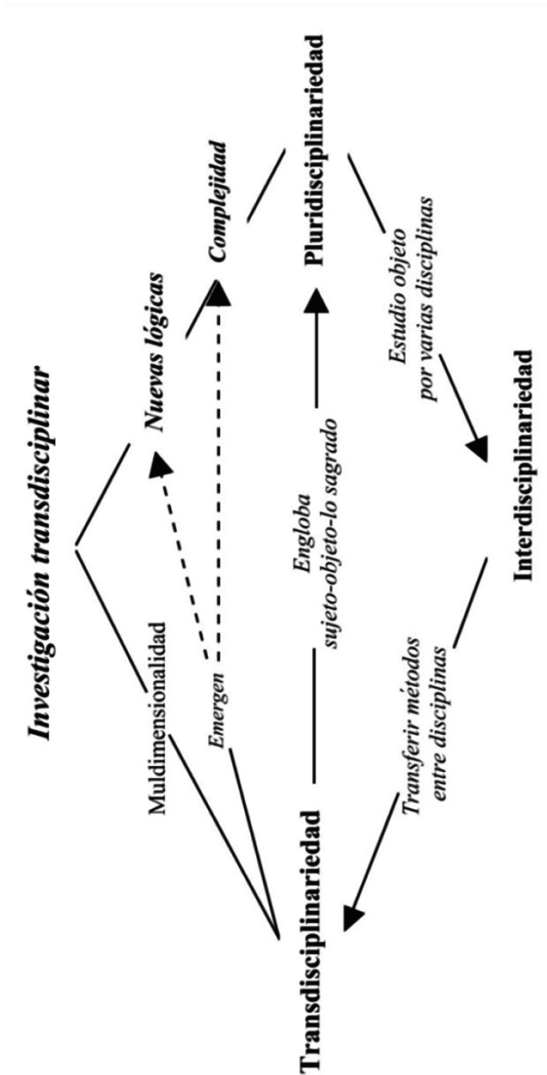 Investigación transdisciplinar
Nuevas lógicas
Muldimensionalidad
Complejidad
Emergen
Engloba
sujeto-objeto-lo sagrado
Transdisciplinariedad
Pluridisciplinariedad
Transferir métodos
entre disciplinas
Estudio objeto
por varias disciplinas
Interdisciplinariedad